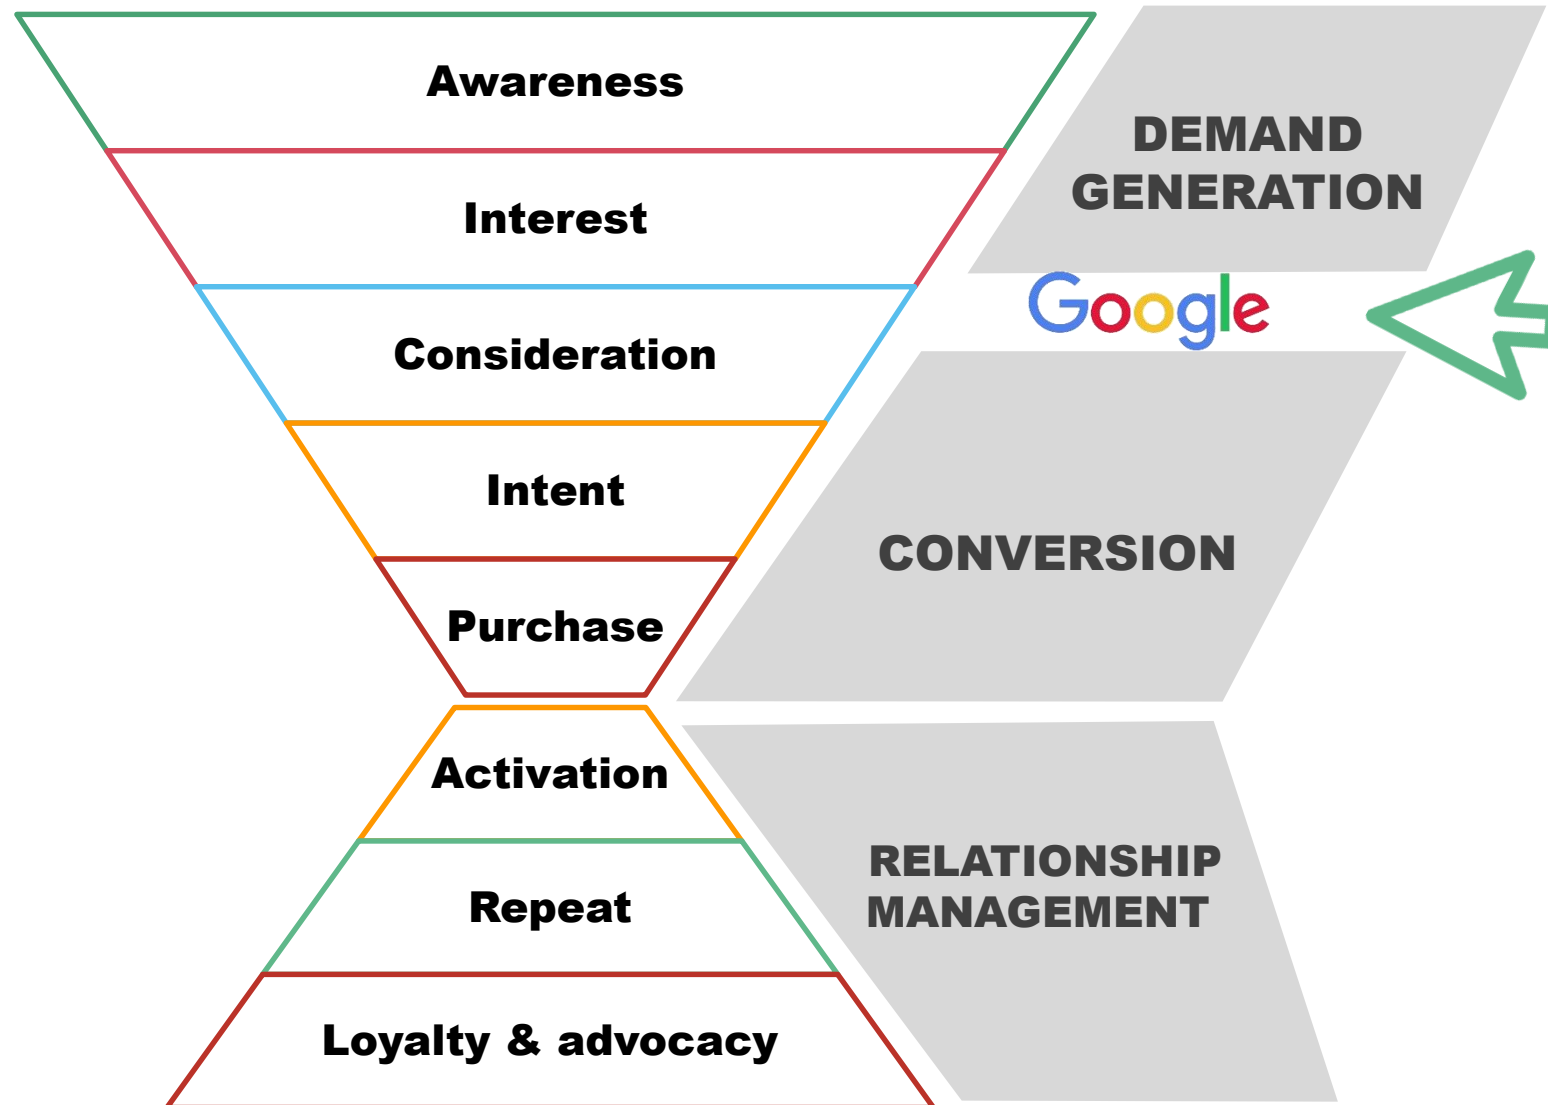 Awareness
Interest
Consideration
Intent
Purchase
Activation
Repeat
Loyalty & advocacy
DEMAND
GENERATION
Google
CONVERSION
RELATIONSHIP
MANAGEMENT